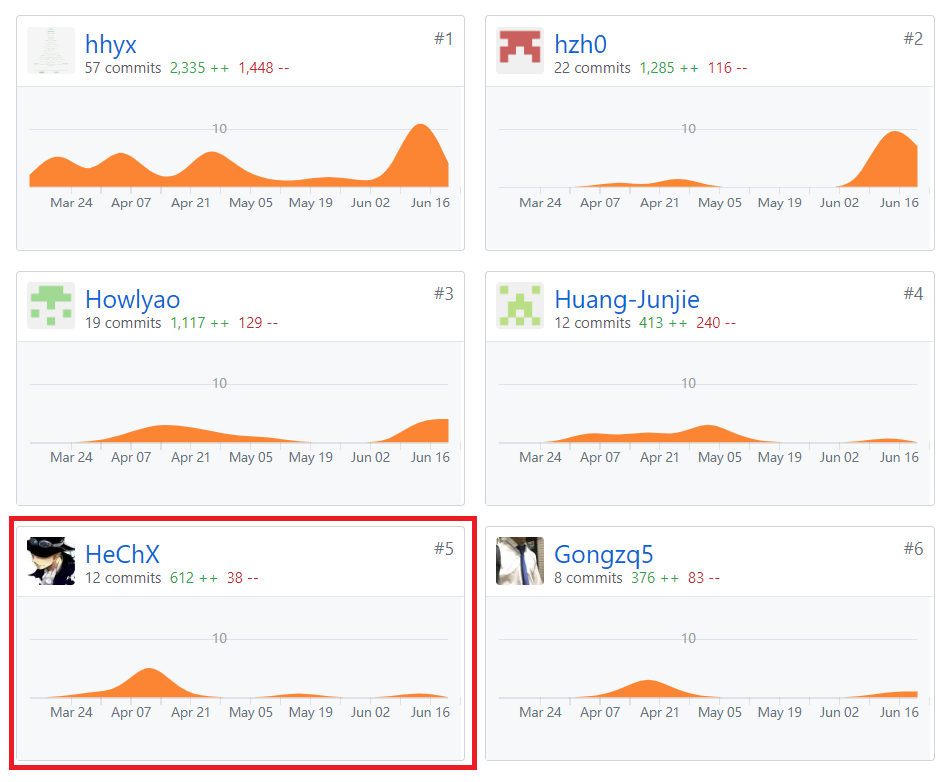 hhyx #1
57 commits 2,335 ++ 1,448 --
10
Mar 24 Apr 07 Apr 21 May 05 May 19 Jun 02 Jun 16
hzh0 #2
22 commits 1,285 ++ 116 --
10
Mar 24 Apr 07 Apr 21 May 05 May 19 Jun 02 Jun 16
Howlyao #3
19 commits 1,117 ++ 129 --
10
Mar 24 Apr 07 Apr 21 May 05 May 19 Jun 02 Jun 16
Huang-Junjie #4
12 commits 413 ++ 240 --
10
Mar 24 Apr 07 Apr 21 May 05 May 19 Jun 02 Jun 16
HeChX #5
12 commits 612 ++ 38 --
10
Mar 24 Apr 07 Apr 21 May 05 May 19 Jun 02 Jun 16
Gongzq5 #6
8 commits 376 ++ 83 --
10
Mar 24 Apr 07 Apr 21 May 05 May 19 Jun 02 Jun 16